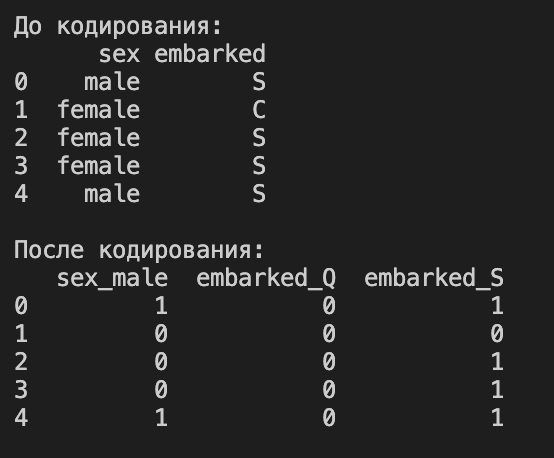 До кодирования:
      sex embarked
0    male        S
1  female        C
2  female        S
3  female        S
4    male        S
После кодирования:
   sex_male  embarked_Q  embarked_S
0         1           0           1
1         0           0           0
2         0           0           1
3         0           0           1
4         1           0           1